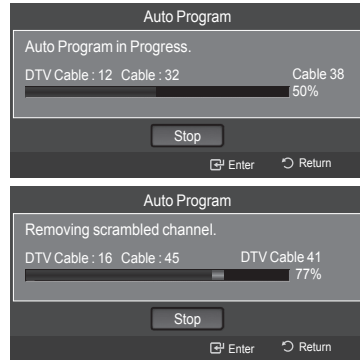 Auto Program
Auto Program in Progress.
DTV Cable : 12 Cable : 32 Cable 38
50%
Stop
Enter Return
Auto Program
Removing scrambled channel.
DTV Cable : 16 Cable : 45 DTV Cable 41
77%
Stop
Enter Return